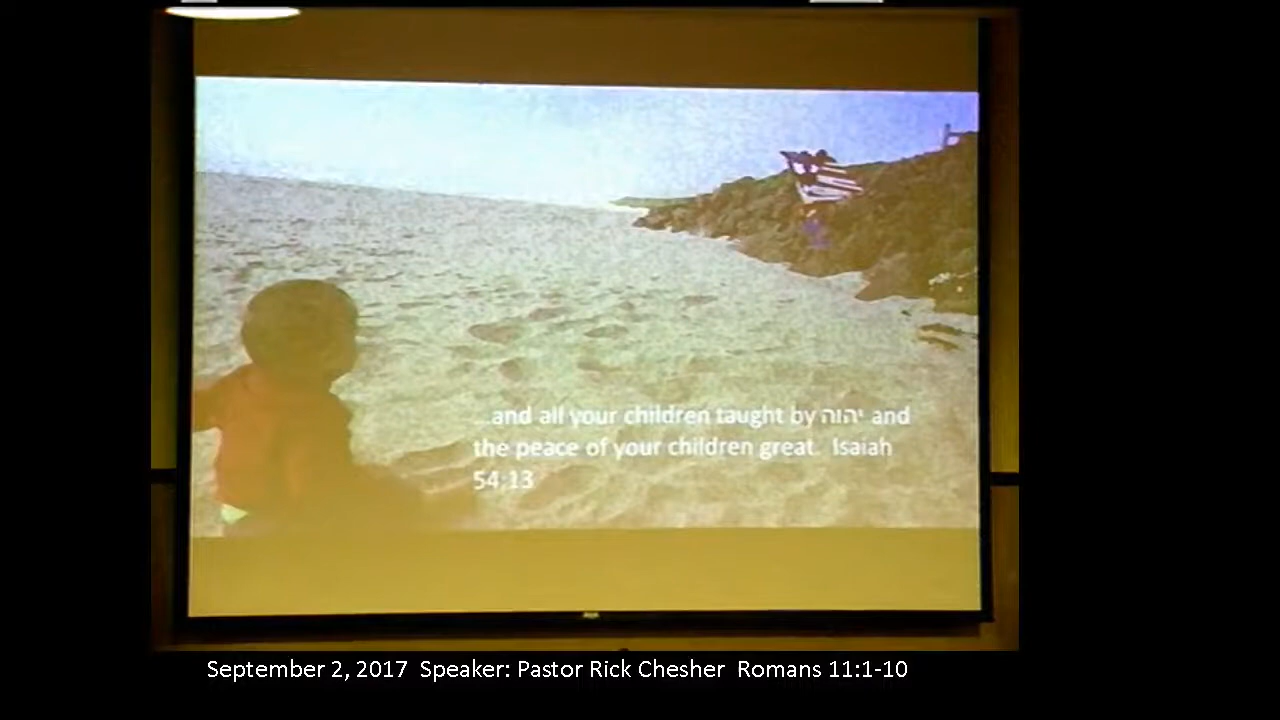 ...and all your children taught by יהוה and
the peace of your children great.  Isaiah
54:13
September 2, 2017  Speaker: Pastor Rick Chesher  Romans 11:1-10